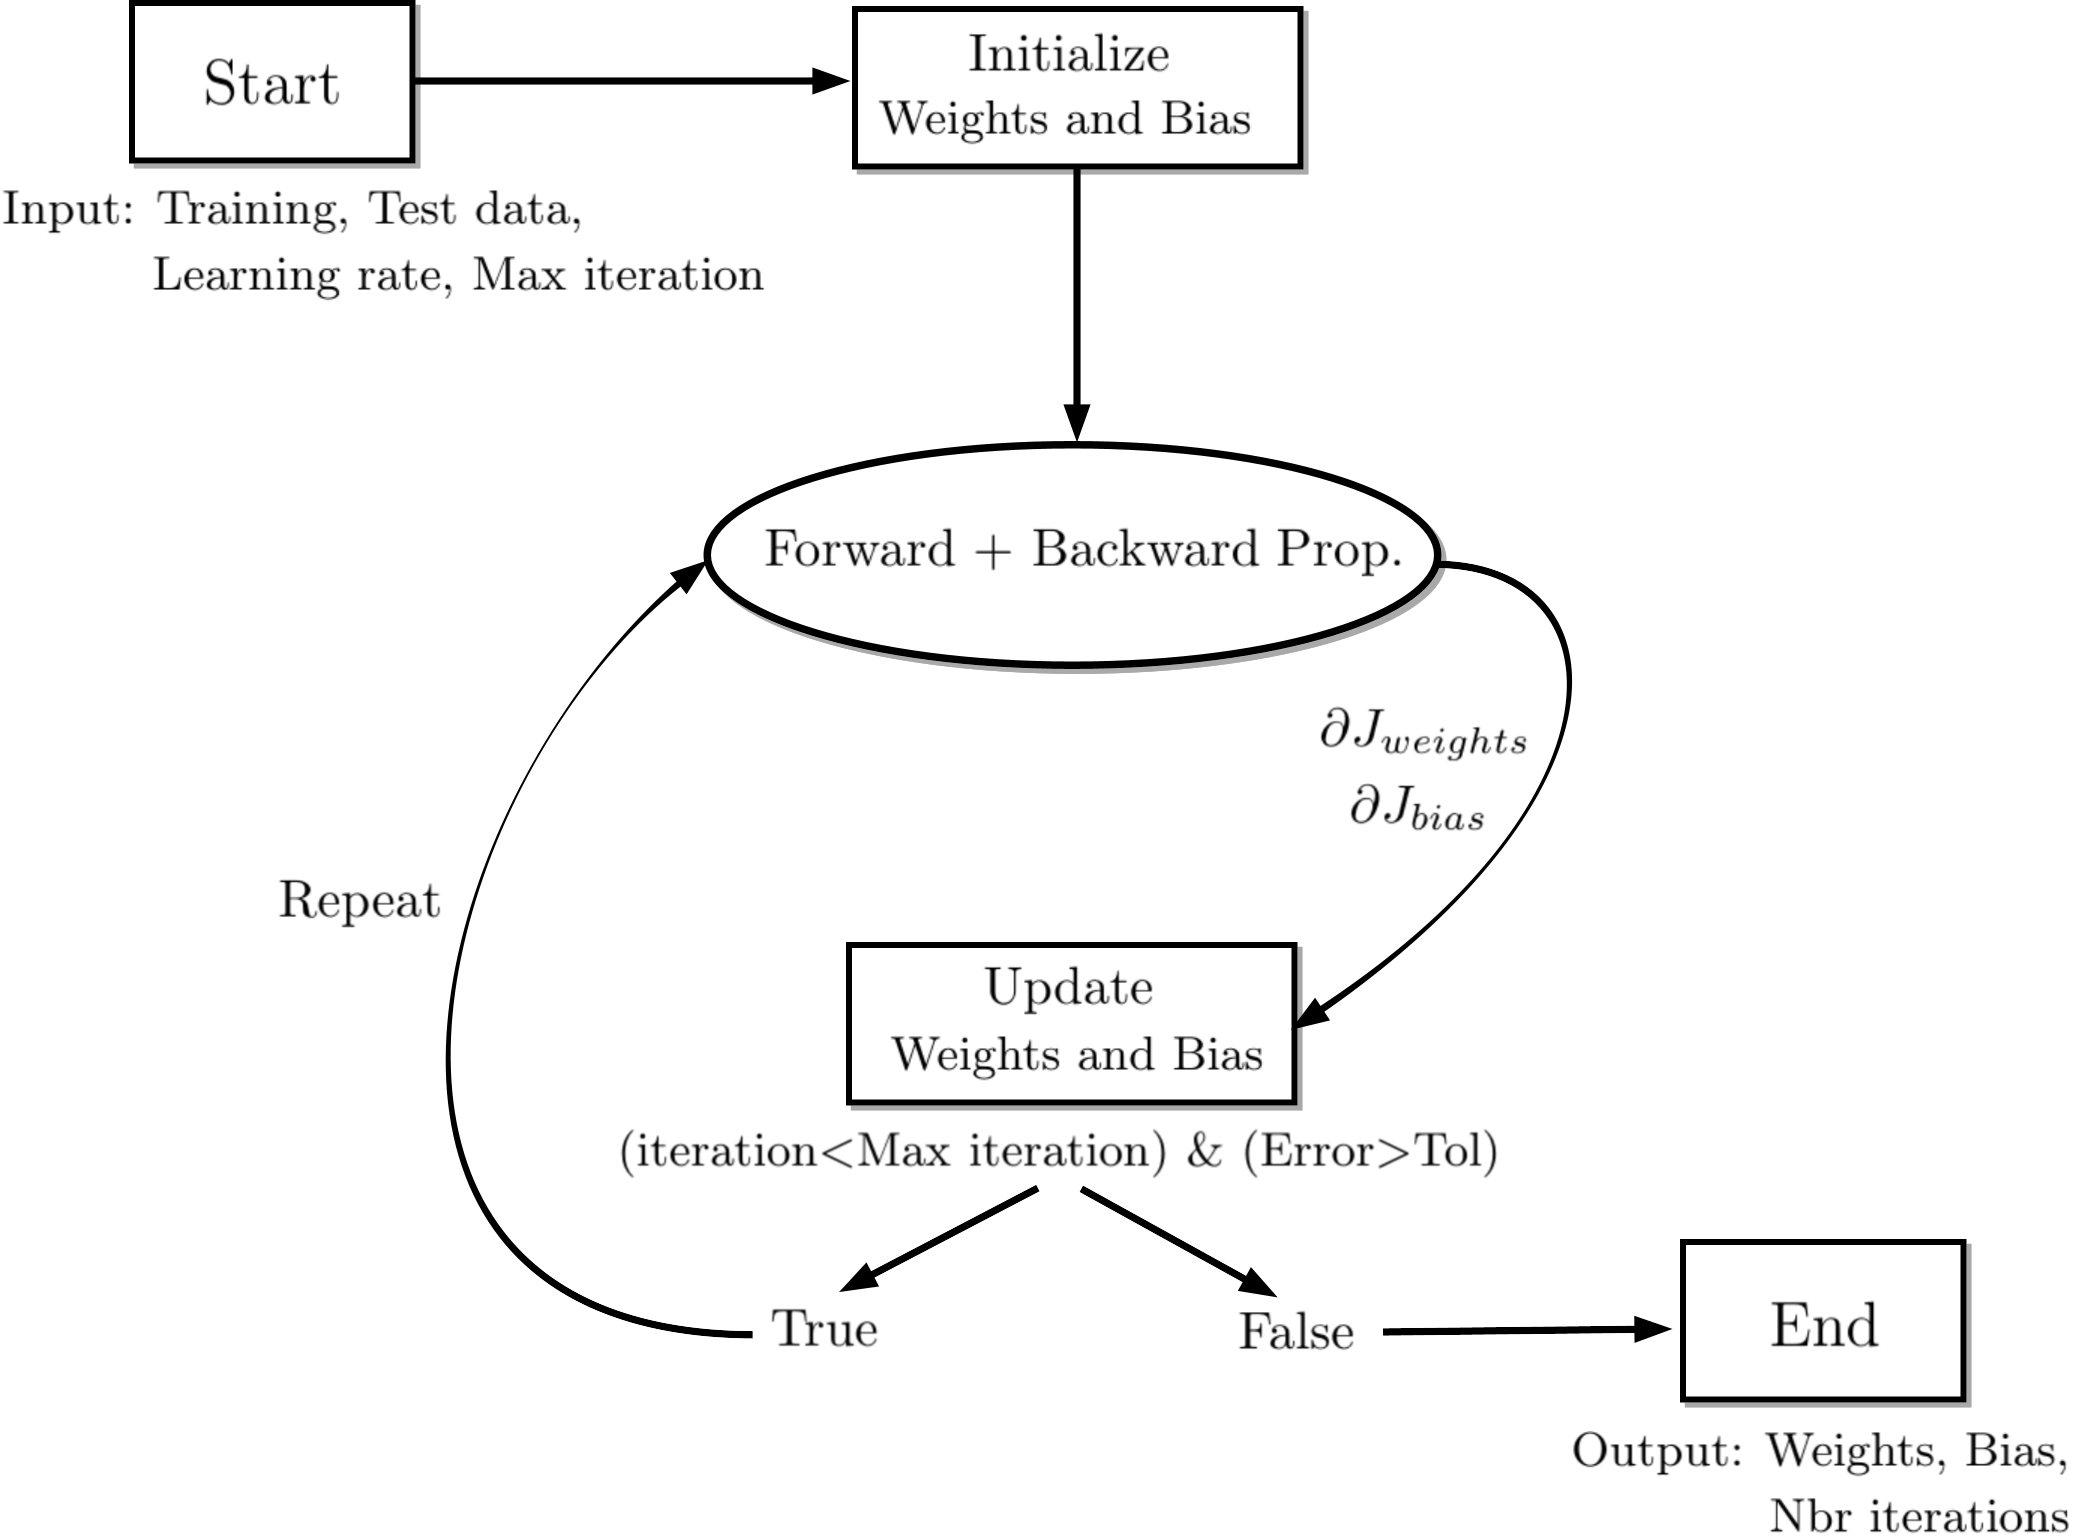 Start
Initialize
Weights and Bias
Input: Training, Test data,
Learning rate, Max iteration
Forward + Backward Prop.
∂J_{weights}
∂J_{bias}
Repeat
Update
Weights and Bias
(iteration<Max iteration) & (Error>Tol)
True
False
End
Output: Weights, Bias,
Nbr iterations